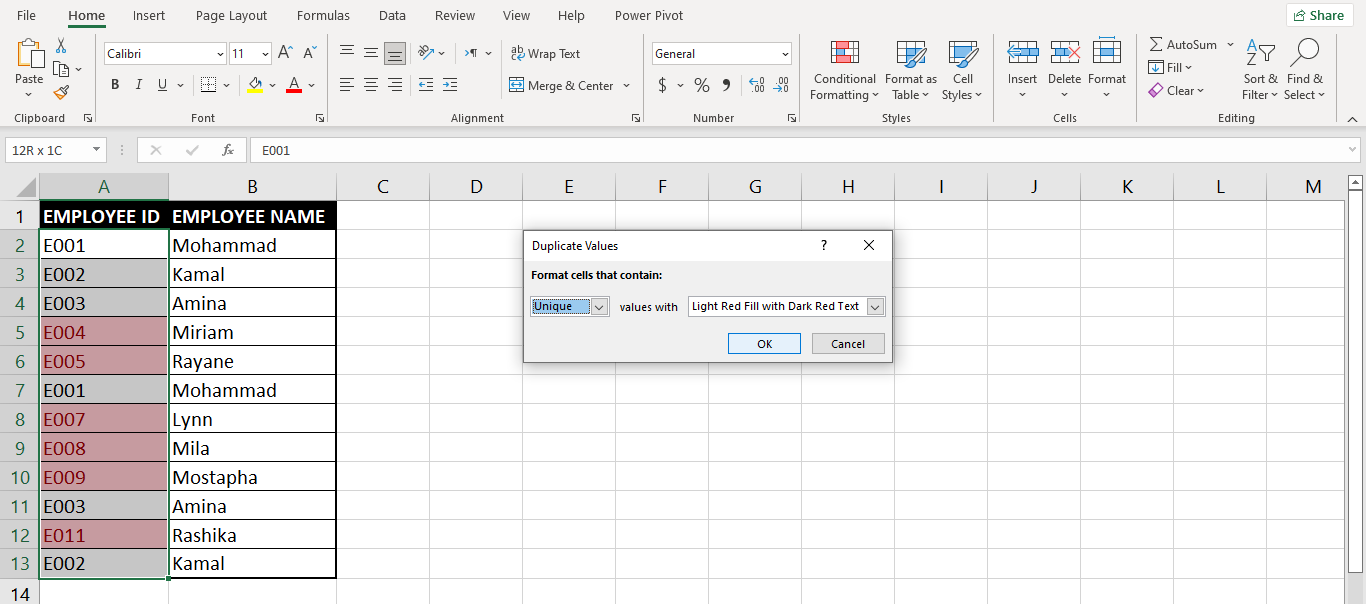 File Home Insert Page Layout Formulas Data Review View Help Power Pivot Share
Calibri 11 A A Wrap Text General AutoSum
Paste Conditional Format as Cell Insert Delete Format Fill Sort & Find &
B I U A Merge & Center $ % 9 Formatting Table Styles Clear Filter Select
Clipboard Font Alignment Number Styles Cells Editing
12R x 1C fx E001
A B C D E F G H I J K L M
1 EMPLOYEE ID EMPLOYEE NAME
2 E001 Mohammad
3 E002 Kamal
4 E003 Amina
5 E004 Miriam
6 E005 Rayane
7 E001 Mohammad
8 E007 Lynn
9 E008 Mila
10 E009 Mostapha
11 E003 Amina
12 E011 Rashika
13 E002 Kamal
14
Duplicate Values ?
Format cells that contain:
Unique values with Light Red Fill with Dark Red Text
OK Cancel